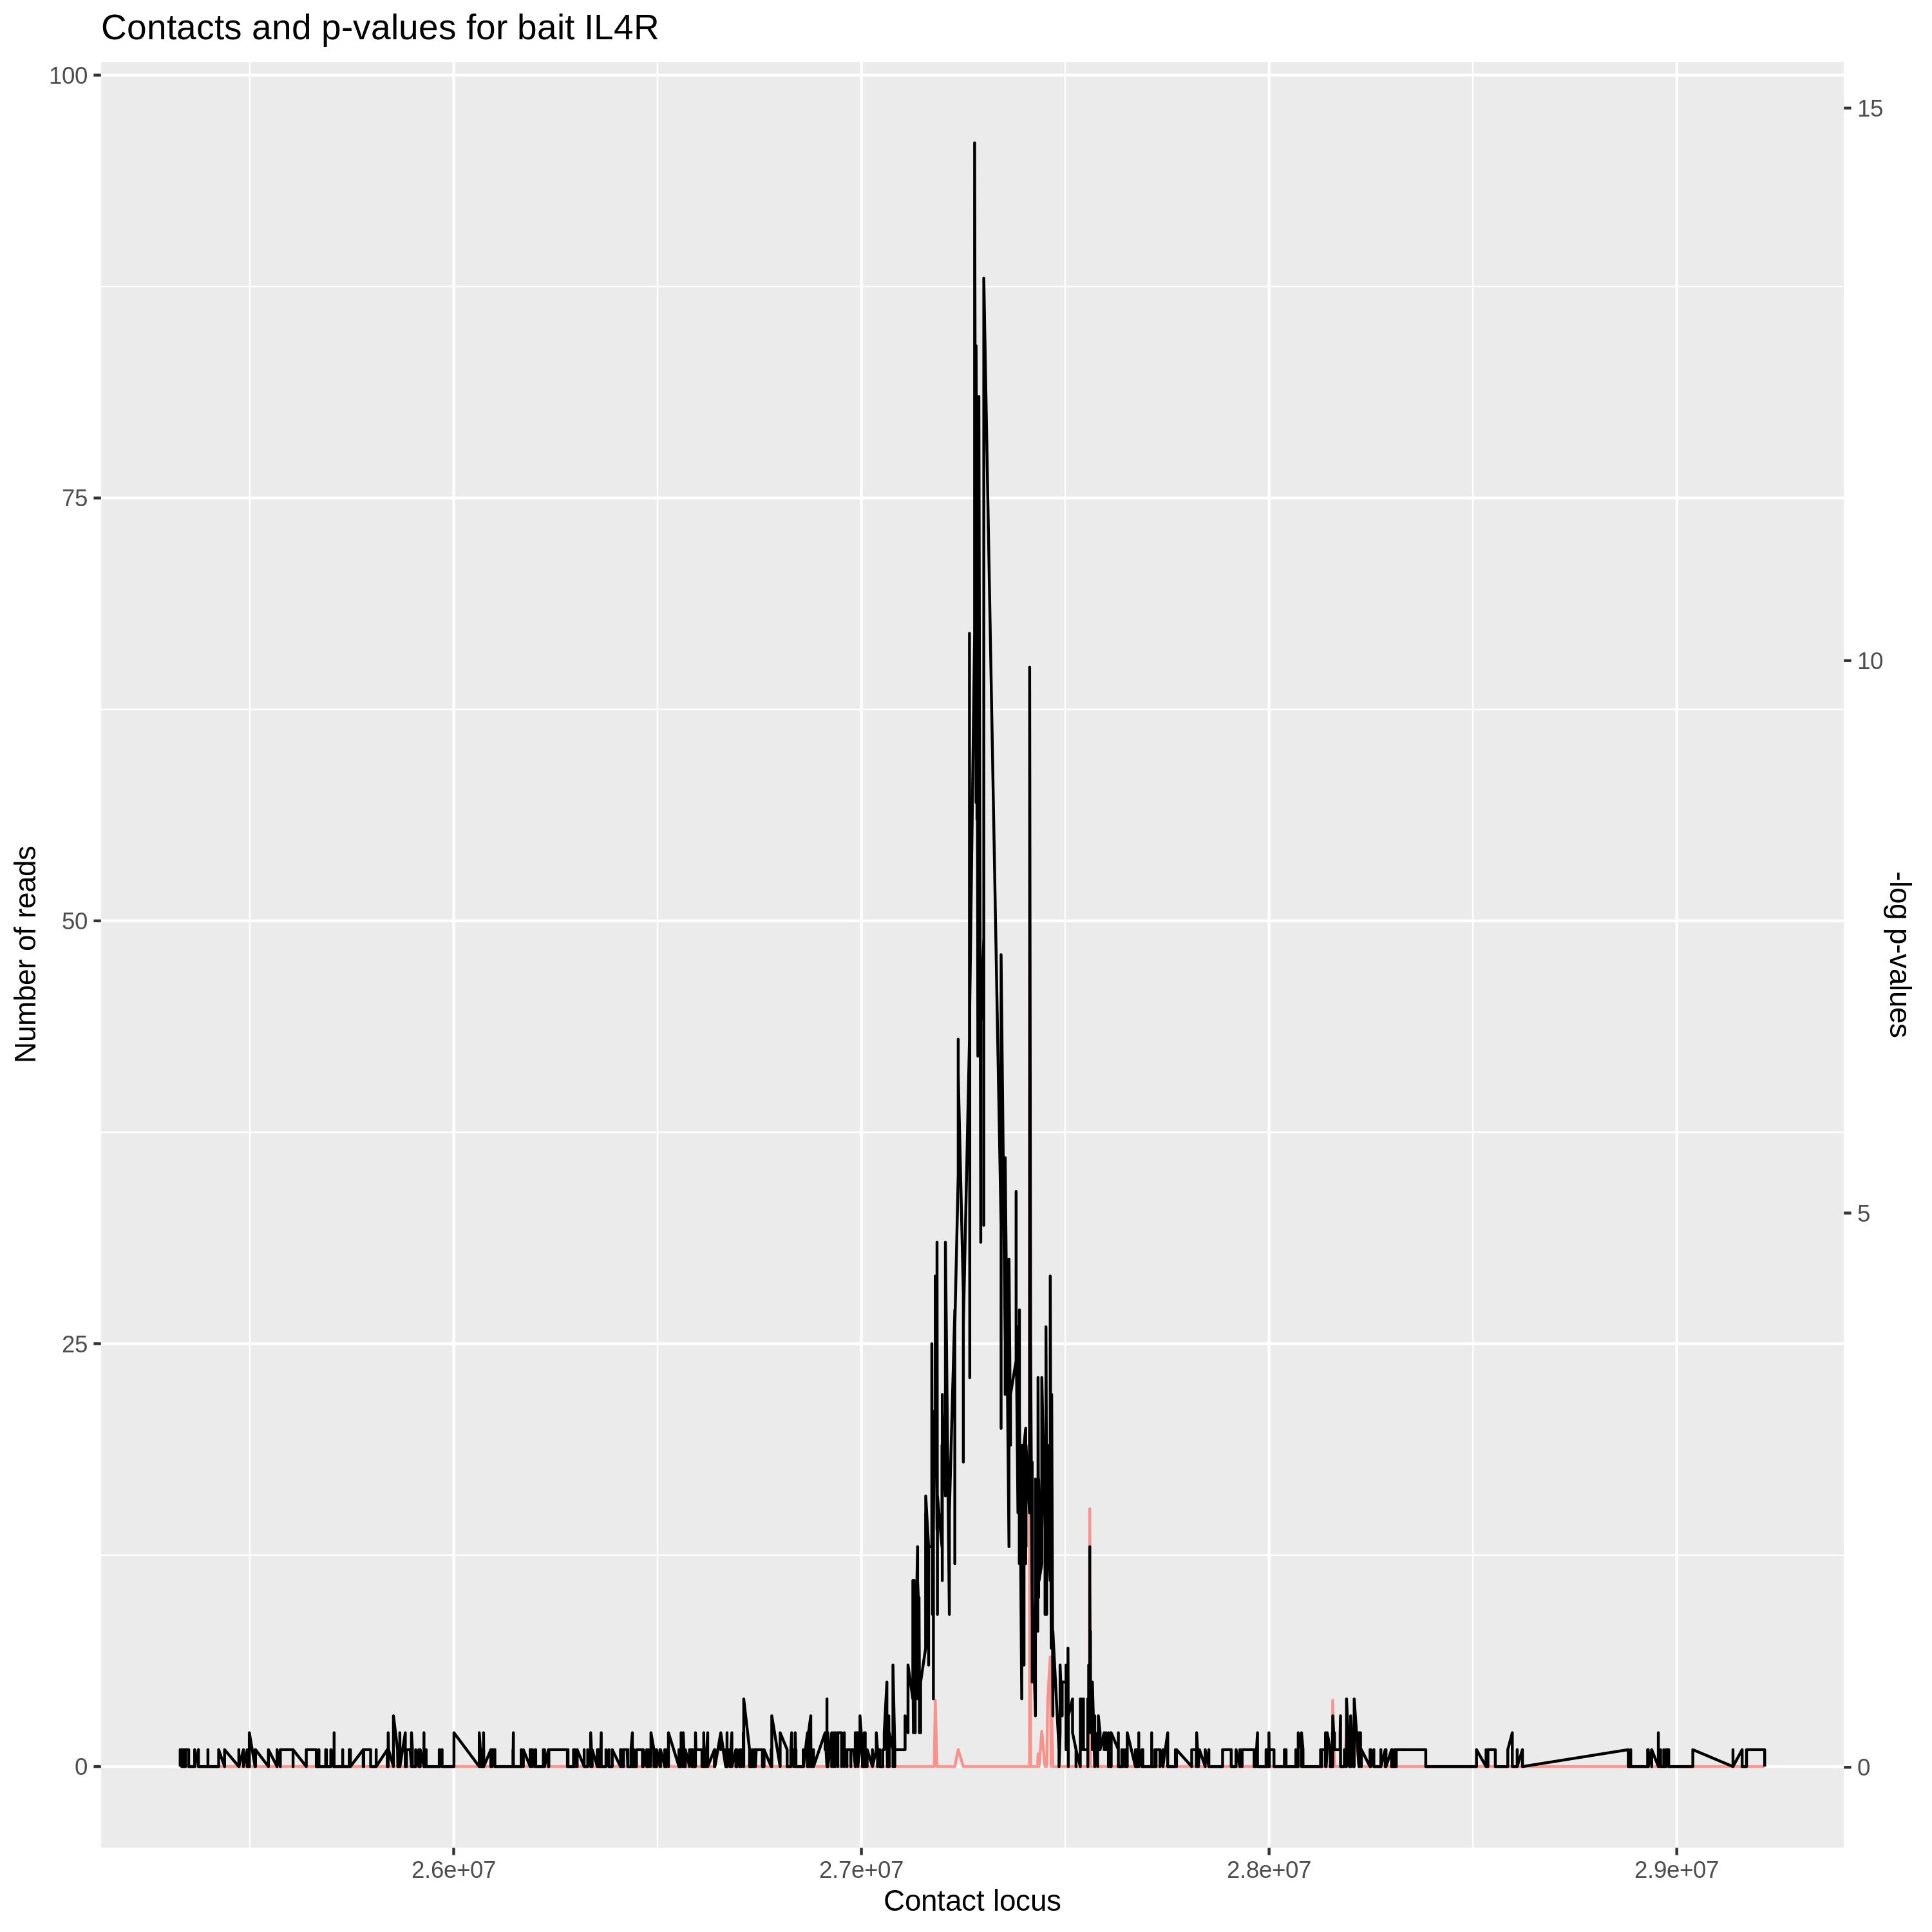 Contacts and p-values for bait IL4R
100
75
50
25
0
Number of reads
15
10
5
0
-log p-values
2.6e+07
2.7e+07
2.8e+07
2.9e+07
Contact locus